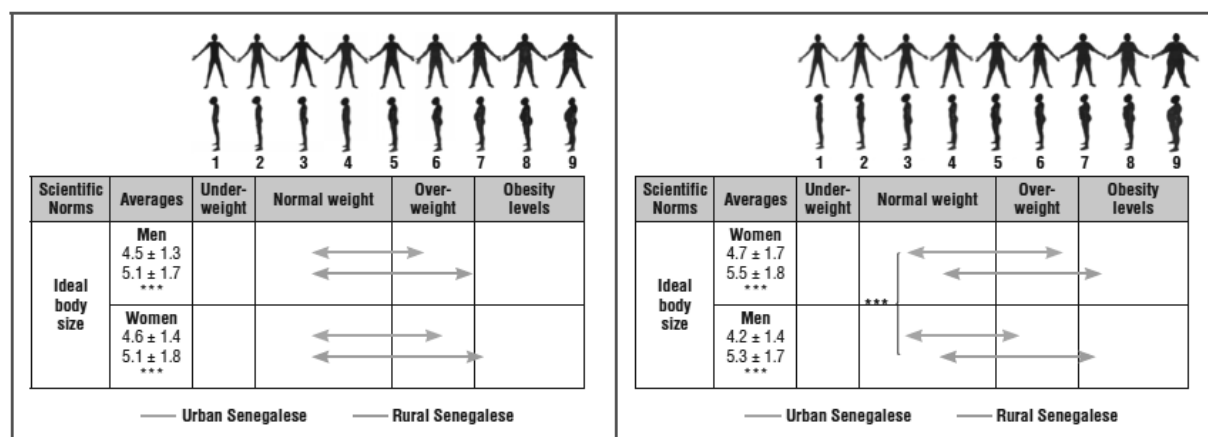 1 2 3 4 5 6 7 8 9
Scientific Norms
Averages
Under-weight
Normal weight
Over-weight
Obesity levels
Ideal body size
Men
4.5 ± 1.3
5.1 ± 1.7
***
Women
4.6 ± 1.4
5.1 ± 1.8
***
Urban Senegalese
Rural Senegalese
1 2 3 4 5 6 7 8 9
Scientific Norms
Averages
Under-weight
Normal weight
Over-weight
Obesity levels
Ideal body size
Women
4.7 ± 1.7
5.5 ± 1.8
***
***
Men
4.2 ± 1.4
5.3 ± 1.7
***
Urban Senegalese
Rural Senegalese